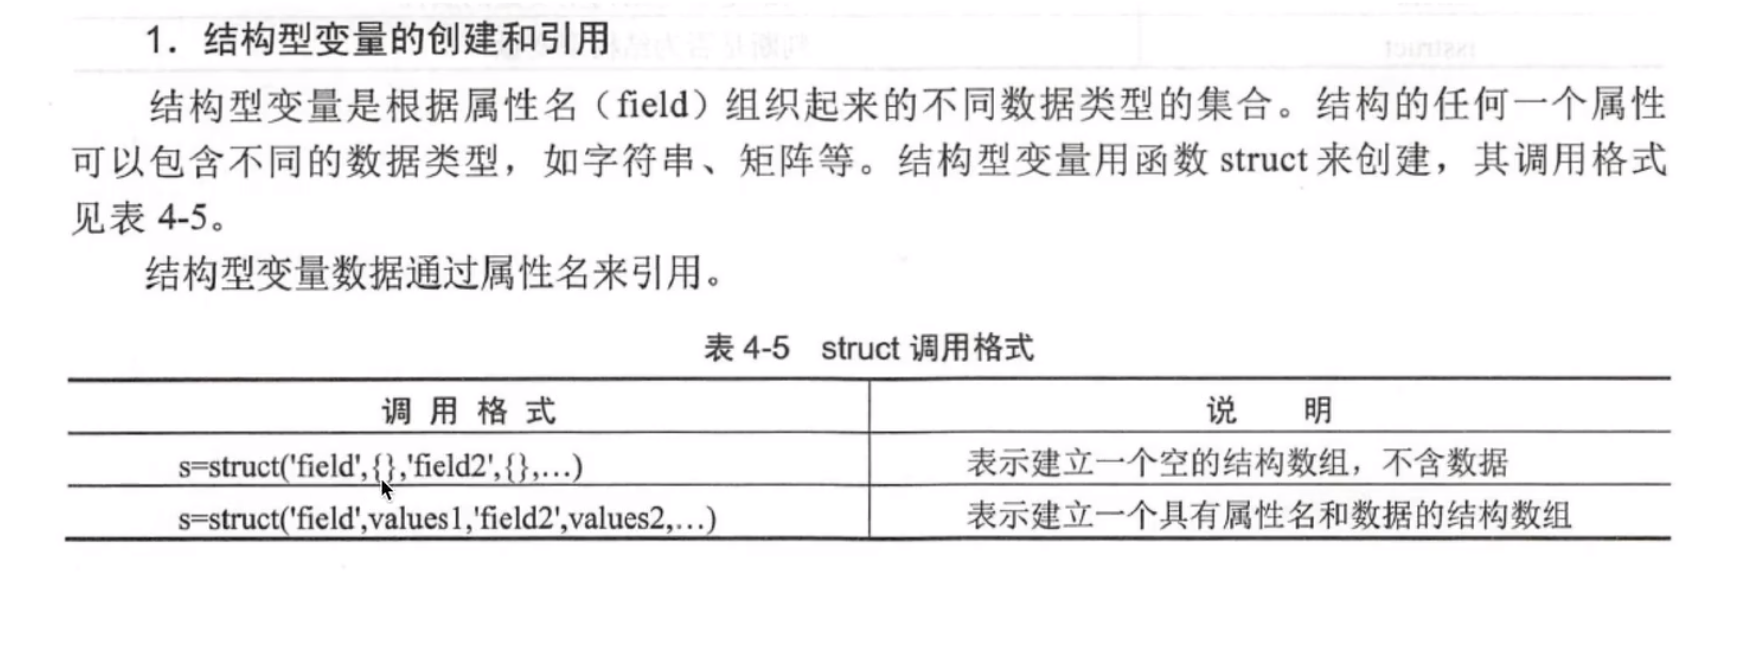 1．结构型变量的创建和引用
结构型变量是根据属性名（field）组织起来的不同数据类型的集合。结构的任何一个属性
可以包含不同的数据类型，如字符串、矩阵等。结构型变量用函数 struct 来创建，其调用格式
见表 4-5。
结构型变量数据通过属性名来引用。
表 4-5 struct 调用格式
调 用 格 式 说 明
s=struct('field',{},'field2',{},…) 表示建立一个空的结构数组，不含数据
s=struct('field',values1,'field2',values2,…) 表示建立一个具有属性名和数据的结构数组